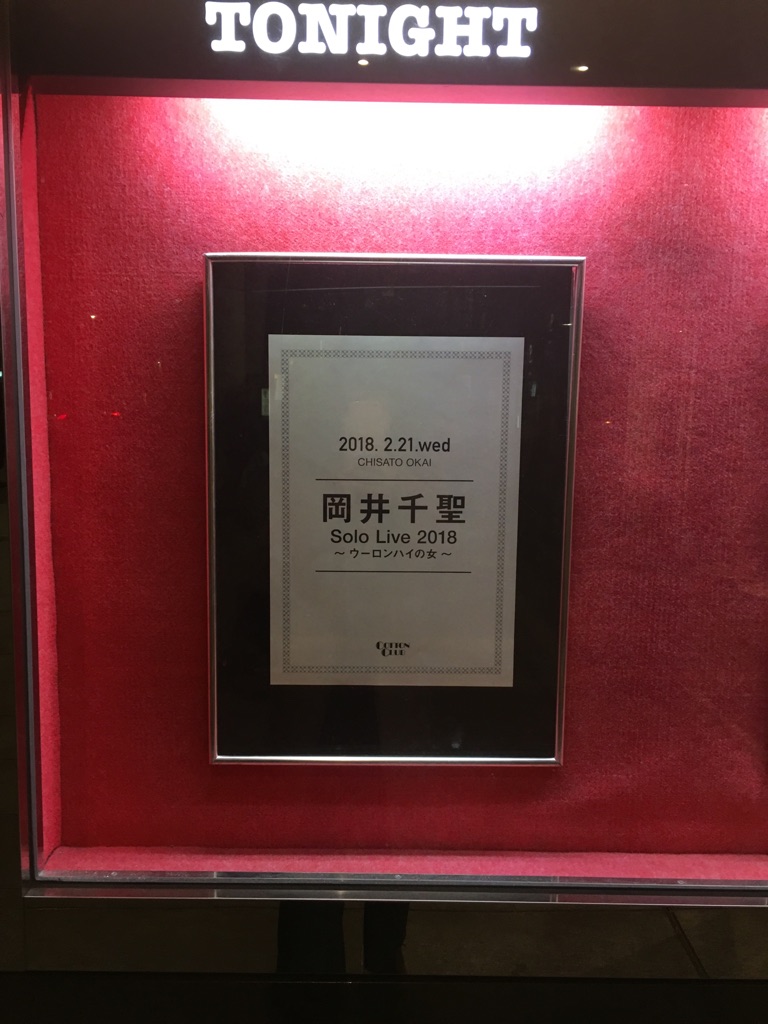 TONIGHT
2018. 2.21.wed
CHISATO OKAI
岡井千聖
Solo Live 2018
～ ウーロンハイの女 ～
COTTON
CLUB